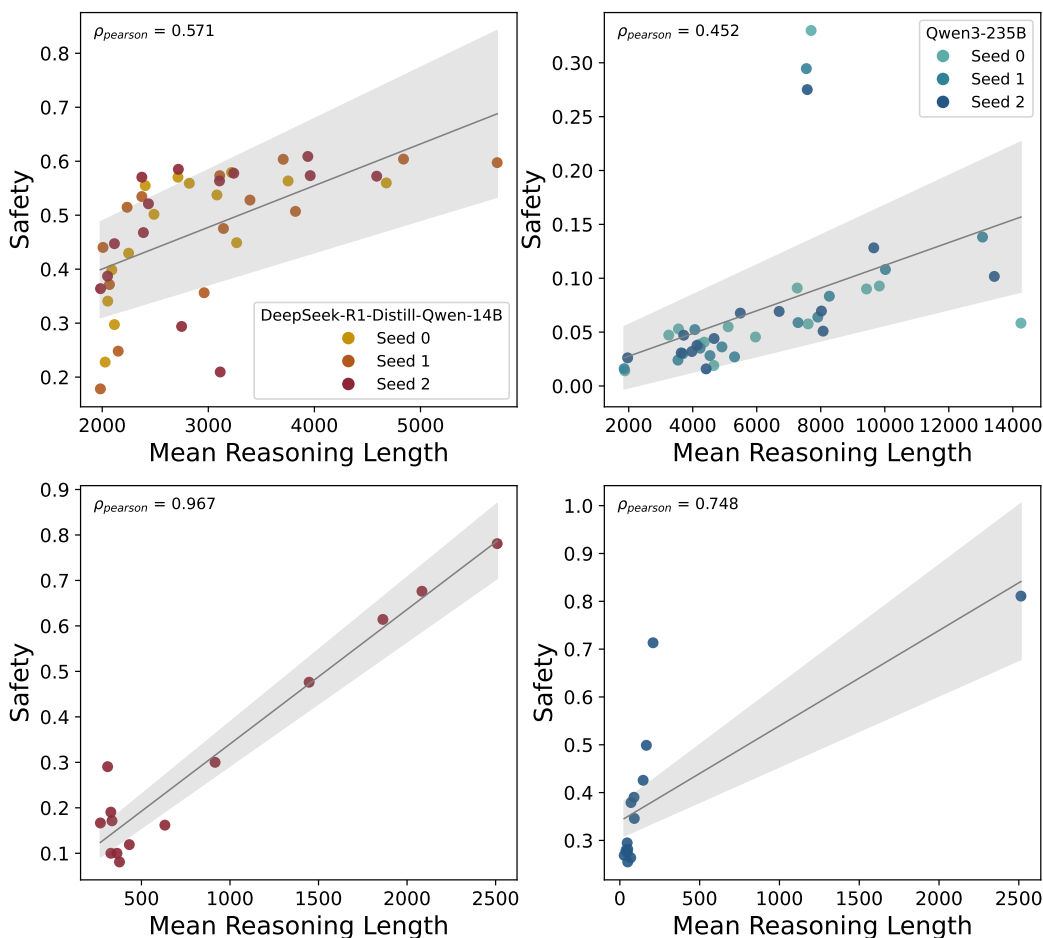 ρpearson = 0.571
0.8
0.7
0.6
0.5
0.4
0.3
0.2
Safety
DeepSeek-R1-Distill-Qwen-14B
Seed 0
Seed 1
Seed 2
2000 3000 4000 5000
Mean Reasoning Length
ρpearson = 0.452
Qwen3-235B
Seed 0
Seed 1
Seed 2
0.30
0.25
0.20
0.15
0.10
0.05
0.00
Safety
2000 4000 6000 8000 10000 12000 14000
Mean Reasoning Length
ρpearson = 0.967
0.9
0.8
0.7
0.6
0.5
0.4
0.3
0.2
0.1
Safety
500 1000 1500 2000 2500
Mean Reasoning Length
ρpearson = 0.748
1.0
0.9
0.8
0.7
0.6
0.5
0.4
0.3
Safety
0 500 1000 1500 2000 2500
Mean Reasoning Length